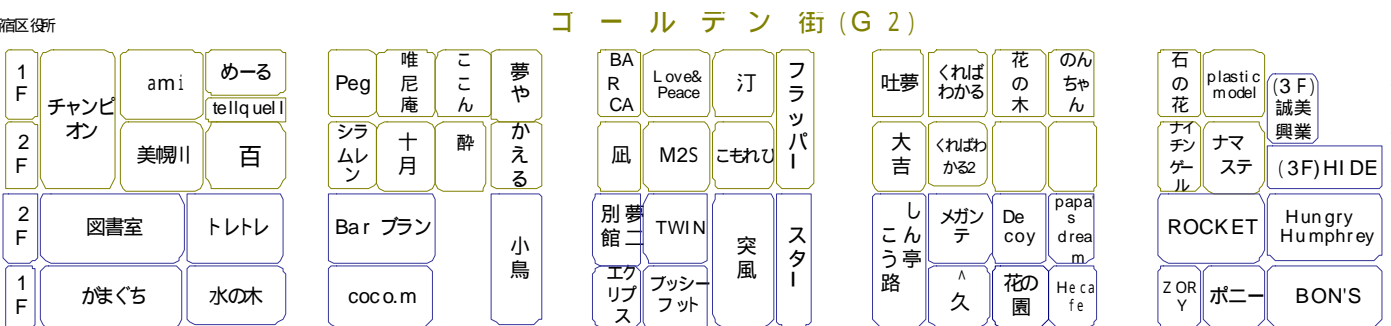 宿区役所
ゴールデン街(G2)
1F
チャンピオン
ami
めーる
tellquell
Peg
唯尼庵
ここん
夢や
BAR CA
Love& Peace
汀
フラッパー
吐夢
くればわかる
花の木
のんちゃん
石の花
plastic model
(3F)誠美興業
2F
美幌川
百
シラムレン
十月
酔
かえる
凪
M2S
こもれび
大吉
くればわかる2
ナイチンゲール
ナマステ
(3F)HIDE
2F
図書室
トレトレ
Bar プラン
小鳥
夢二別館
TWIN
突風
スター
しん亭こう路
メガンテ
Decoy
papa's dream
ROCKET
Hungry Humphrey
1F
がまぐち
水の木
coco.m
エクリプス
プッシーフット
久
花の園
Hecafe
ZORY
ポニー
BON'S